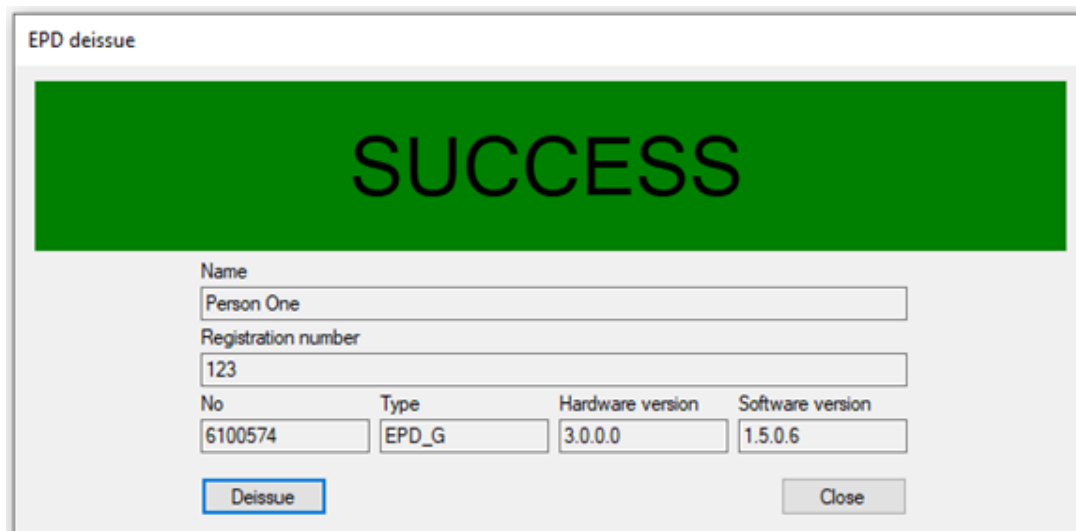 EPD deissue
SUCCESS
Name
Person One
Registration number
123
No Type Hardware version Software version
6100574 EPD_G 3.0.0.0 1.5.0.6
Deissue Close